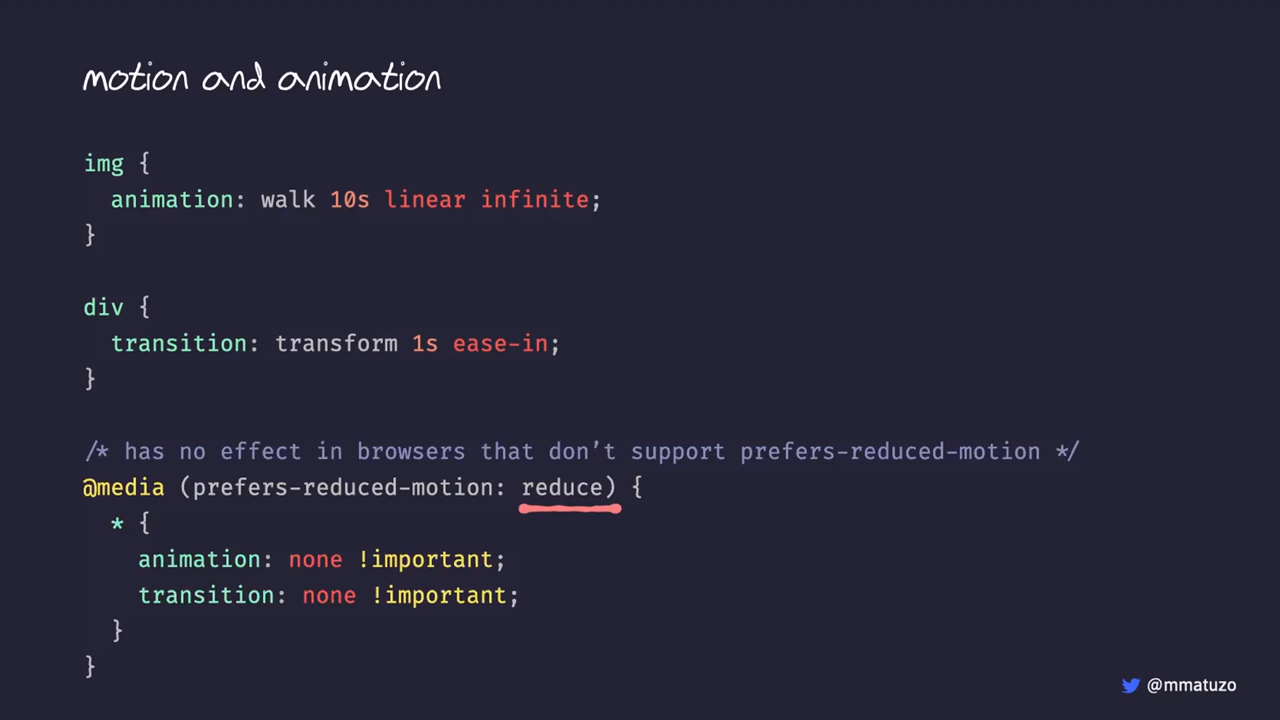 motion and animation
img {
  animation: walk 10s linear infinite;
}
div {
  transition: transform 1s ease-in;
}
/* has no effect in browsers that don’t support prefers-reduced-motion */
@media (prefers-reduced-motion: reduce) {
  * {
    animation: none !important;
    transition: none !important;
  }
}
@mmatuzo